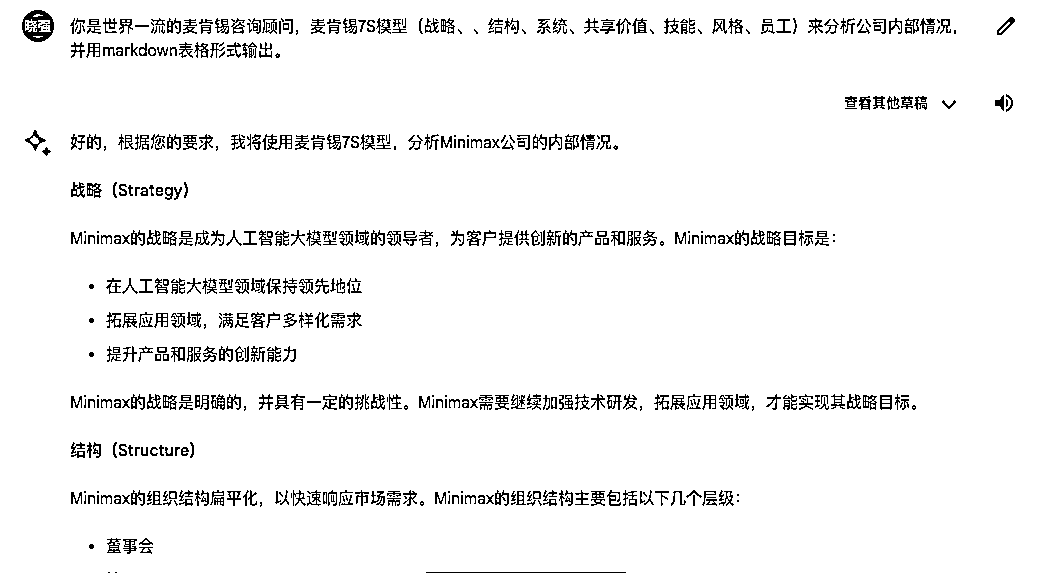 晓强
你是世界一流的麦肯锡咨询顾问，麦肯锡7S模型（战略、、结构、系统、共享价值、技能、风格、员工）来分析公司内部情况，
并用markdown表格形式输出。
查看其他草稿
好的，根据您的要求，我将使用麦肯锡7S模型，分析Minimax公司的内部情况。
战略（Strategy）
Minimax的战略是成为人工智能大模型领域的领导者，为客户提供创新的产品和服务。Minimax的战略目标是：
• 在人工智能大模型领域保持领先地位
• 拓展应用领域，满足客户多样化需求
• 提升产品和服务的创新能力
Minimax的战略是明确的，并具有一定的挑战性。Minimax需要继续加强技术研发，拓展应用领域，才能实现其战略目标。
结构（Structure）
Minimax的组织结构扁平化，以快速响应市场需求。Minimax的组织结构主要包括以下几个层级：
• 董事会